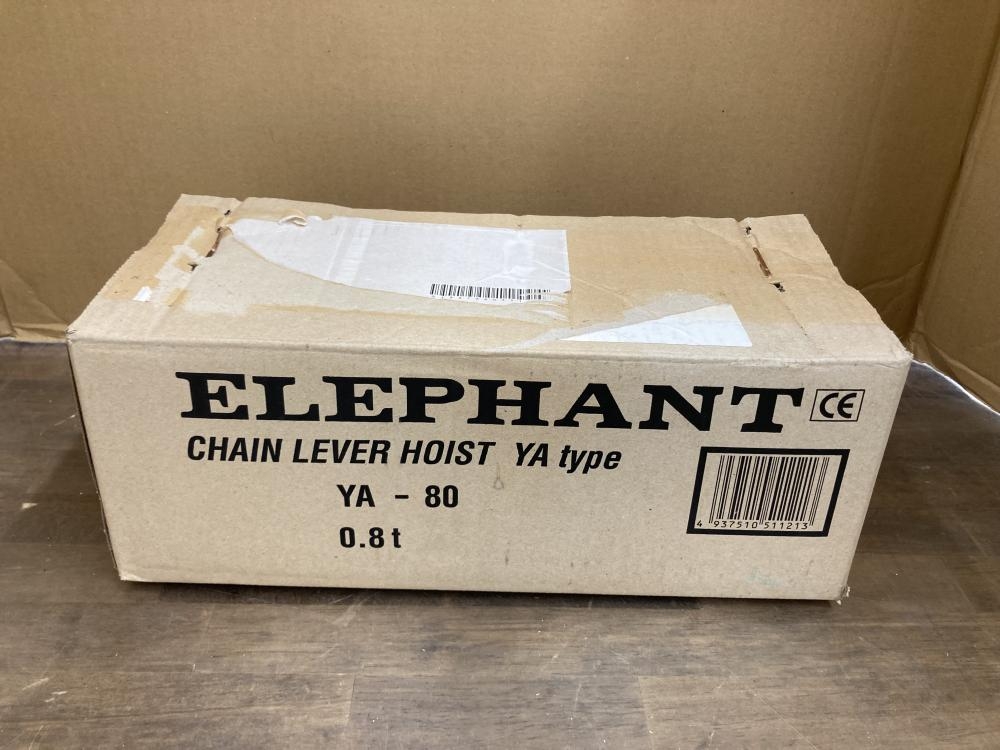 ELEPHANT CE
CHAIN LEVER HOIST YA type
YA - 80
0.8t
4 937510 511213